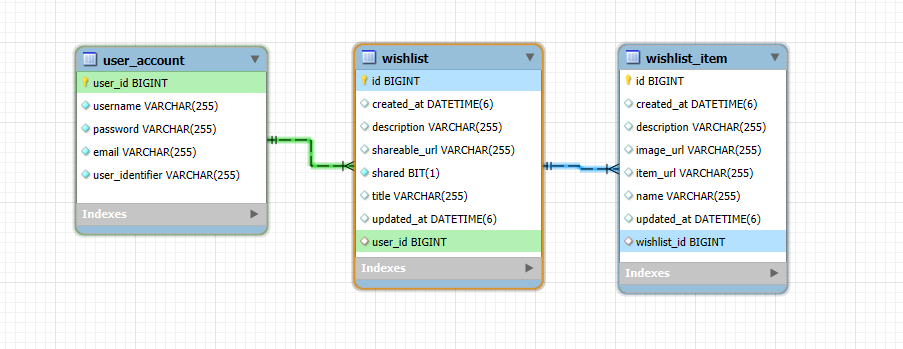 user_account
user_id BIGINT
username VARCHAR(255)
password VARCHAR(255)
email VARCHAR(255)
user_identifier VARCHAR(255)
Indexes
wishlist
id BIGINT
created_at DATETIME(6)
description VARCHAR(255)
shareable_url VARCHAR(255)
shared BIT(1)
title VARCHAR(255)
updated_at DATETIME(6)
user_id BIGINT
Indexes
wishlist_item
id BIGINT
created_at DATETIME(6)
description VARCHAR(255)
image_url VARCHAR(255)
item_url VARCHAR(255)
name VARCHAR(255)
updated_at DATETIME(6)
wishlist_id BIGINT
Indexes